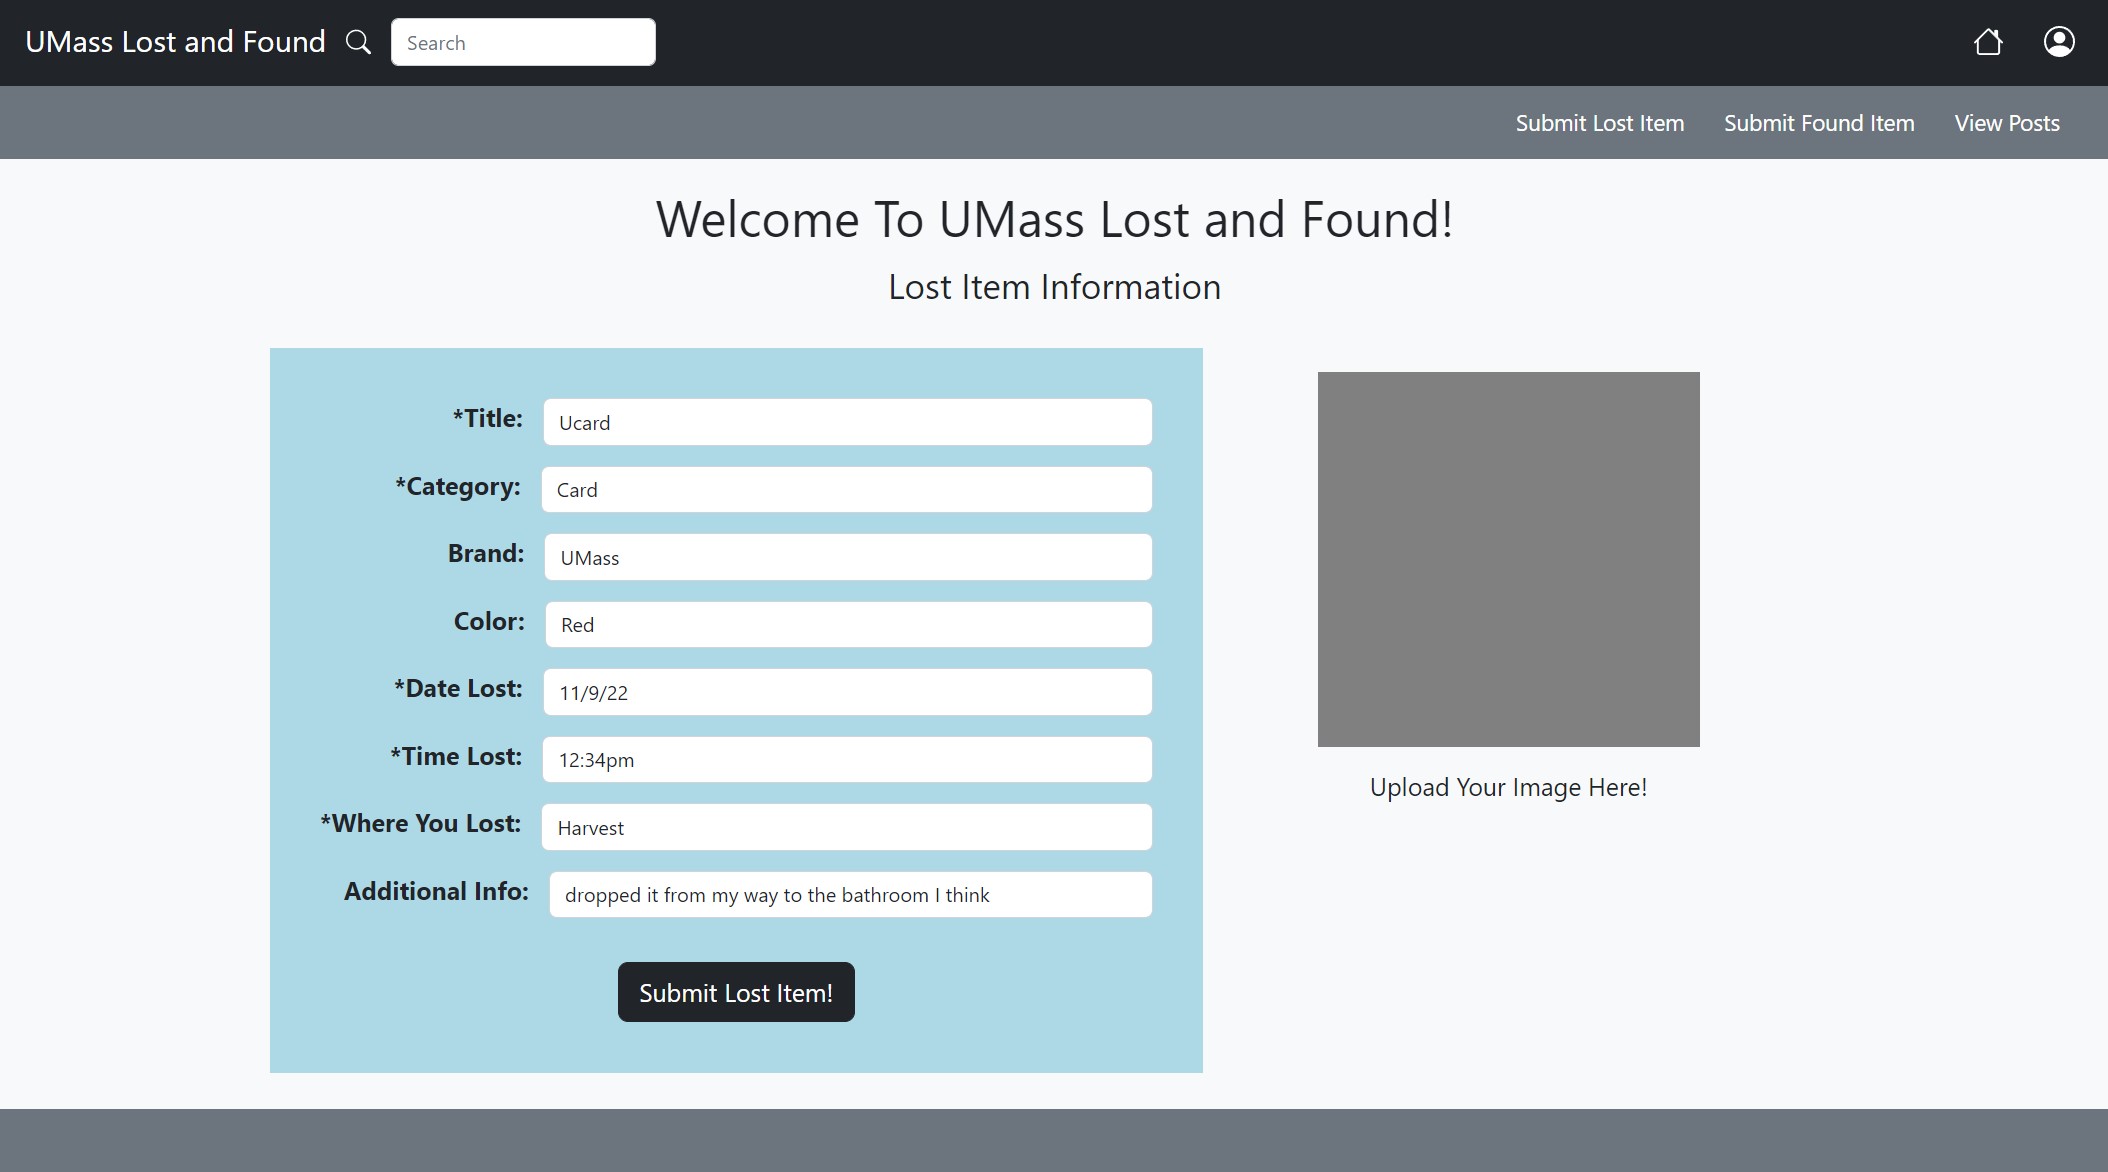 UMass Lost and Found
Search
Submit Lost Item
Submit Found Item
View Posts
Welcome To UMass Lost and Found!
Lost Item Information
*Title: Ucard
*Category: Card
Brand: UMass
Color: Red
*Date Lost: 11/9/22
*Time Lost: 12:34pm
*Where You Lost: Harvest
Additional Info: dropped it from my way to the bathroom I think
Submit Lost Item!
Upload Your Image Here!